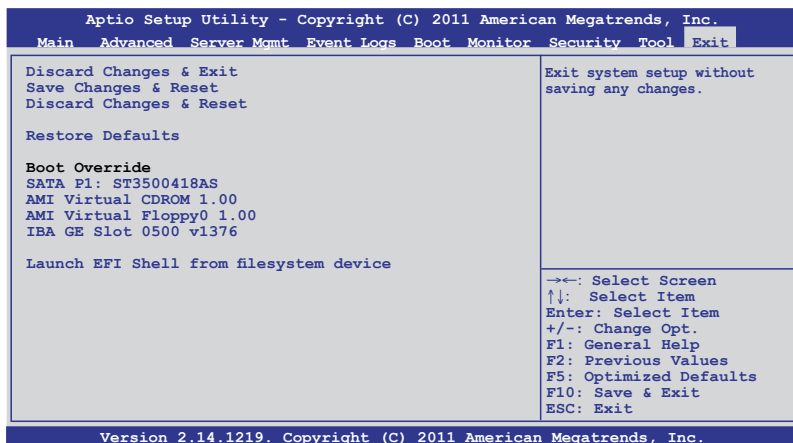 Aptio Setup Utility - Copyright (C) 2011 American Megatrends, Inc.
Main Advanced Server Mgmt Event Logs Boot Monitor Security Tool Exit
Discard Changes & Exit
Save Changes & Reset
Discard Changes & Reset
Restore Defaults
Boot Override
SATA P1: ST3500418AS
AMI Virtual CDROM 1.00
AMI Virtual Floppy0 1.00
IBA GE Slot 0500 v1376
Launch EFI Shell from filesystem device
Exit system setup without
saving any changes.
→←: Select Screen
↑↓: Select Item
Enter: Select Item
+/-: Change Opt.
F1: General Help
F2: Previous Values
F5: Optimized Defaults
F10: Save & Exit
ESC: Exit
Version 2.14.1219. Copyright (C) 2011 American Megatrends, Inc.